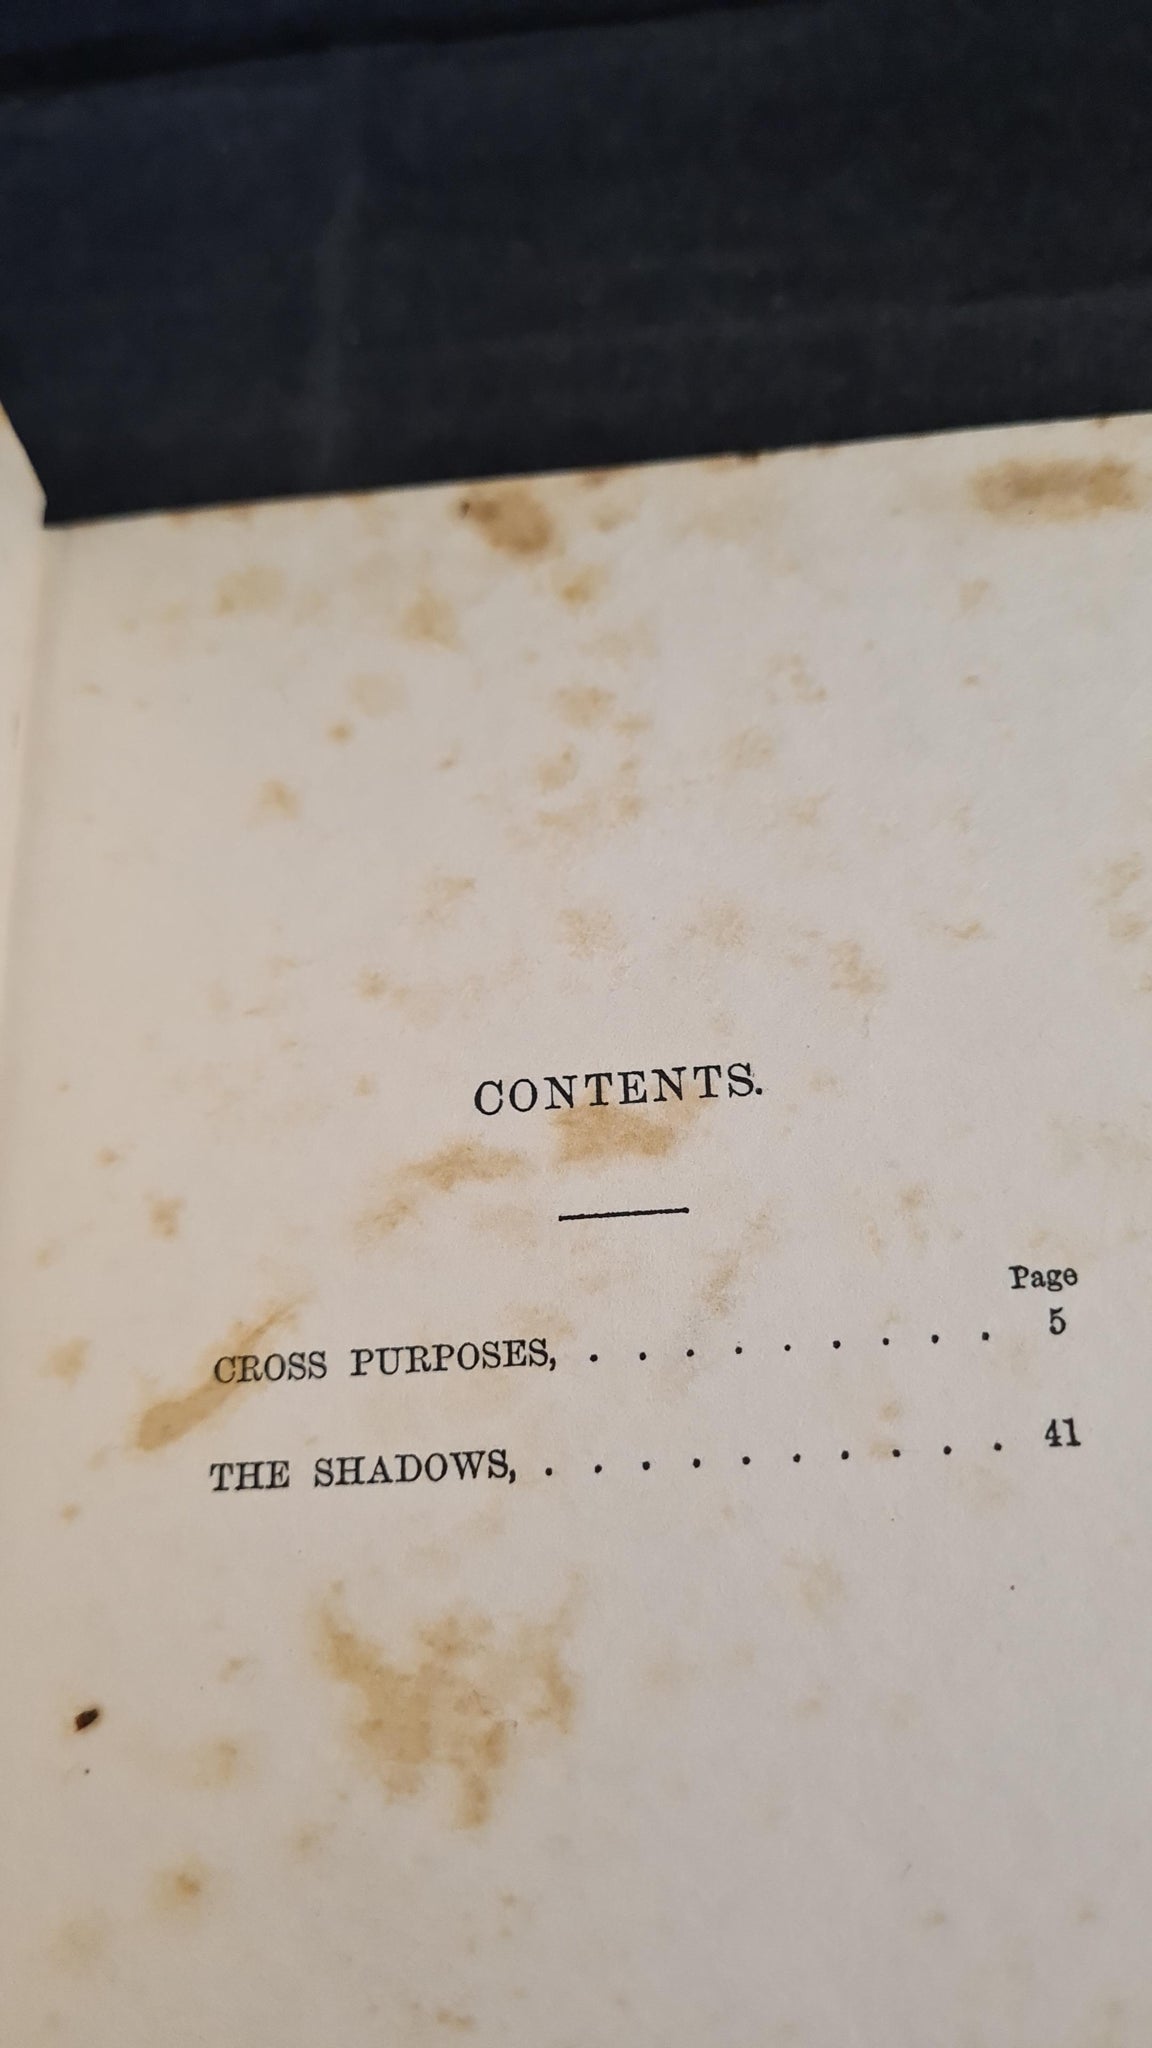 CONTENTS.
Page
CROSS PURPOSES, . . . . . . . . . 5
THE SHADOWS, . . . . . . . . . . 41